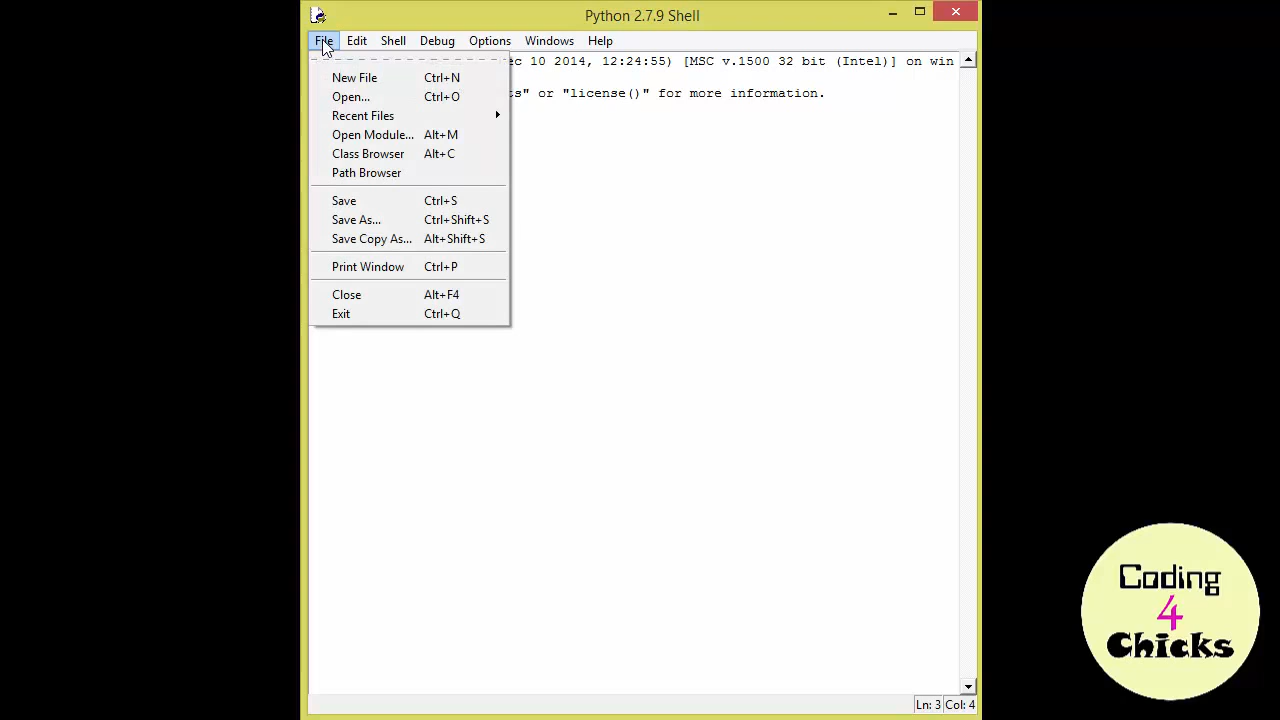 Python 2.7.9 Shell
File Edit Shell Debug Options Windows Help
ec 10 2014, 12:24:55) [MSC v.1500 32 bit (Intel)] on win
ts" or "license()" for more information.
New File Ctrl+N
Open... Ctrl+O
Recent Files
Open Module... Alt+M
Class Browser Alt+C
Path Browser
Save Ctrl+S
Save As... Ctrl+Shift+S
Save Copy As... Alt+Shift+S
Print Window Ctrl+P
Close Alt+F4
Exit Ctrl+Q
Coding
4
Chicks
Ln: 3 Col: 4